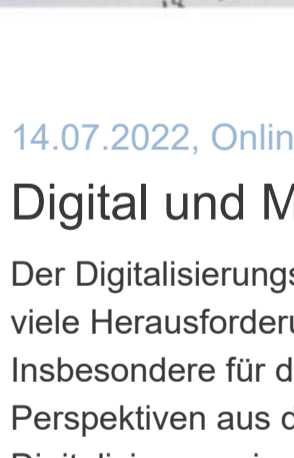 14.07.2022, Onlin
Digital und M
Der Digitalisierungs
viele Herausforderu
Insbesondere für d
Perspektiven aus d